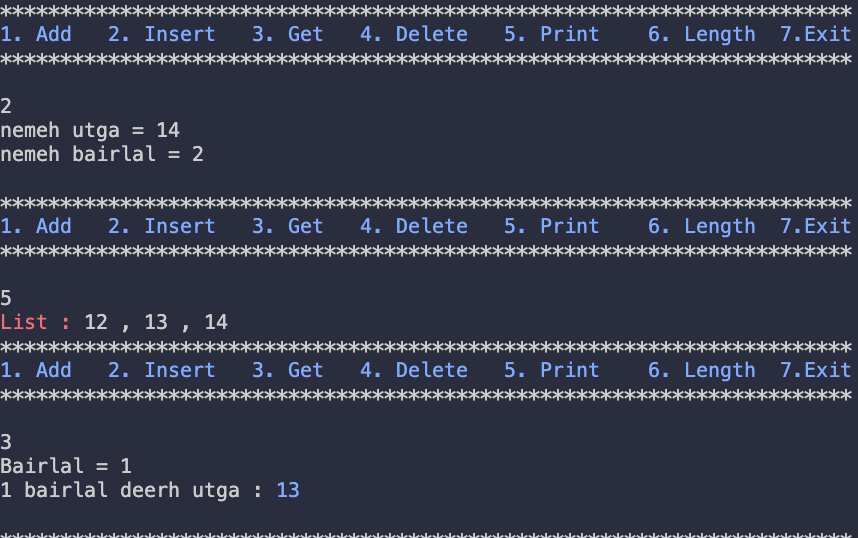 ***********************************************************************
1. Add   2. Insert   3. Get   4. Delete   5. Print    6. Length  7.Exit
***********************************************************************
2
nemeh utga = 14
nemeh bairlal = 2
***********************************************************************
1. Add   2. Insert   3. Get   4. Delete   5. Print    6. Length  7.Exit
***********************************************************************
5
List : 12 , 13 , 14
***********************************************************************
1. Add   2. Insert   3. Get   4. Delete   5. Print    6. Length  7.Exit
***********************************************************************
3
Bairlal = 1
1 bairlal deerh utga : 13
***********************************************************************